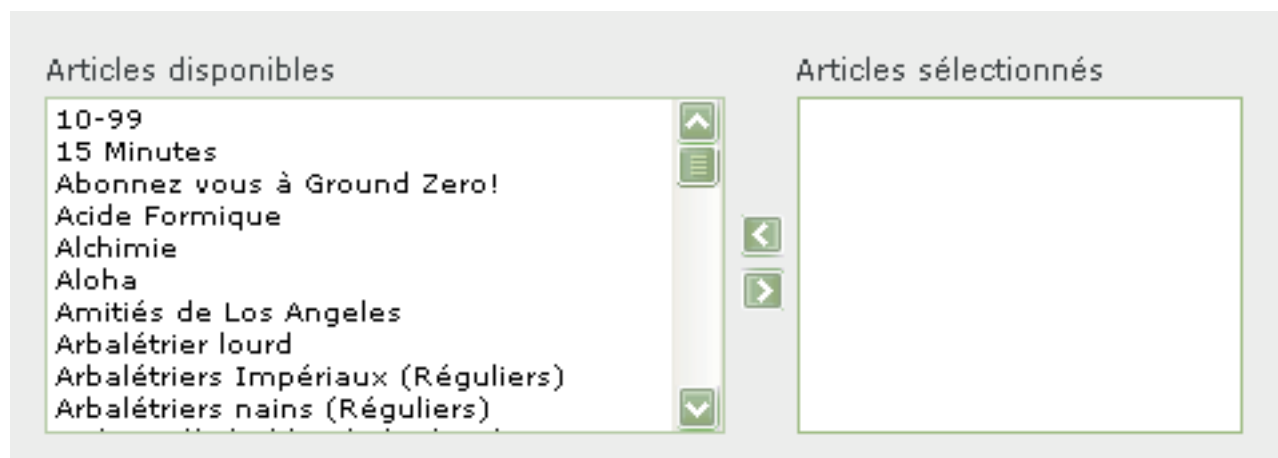 Articles disponibles
Articles sélectionnés
10-99
15 Minutes
Abonnez vous à Ground Zero!
Acide Formique
Alchimie
Aloha
Amitiés de Los Angeles
Arbalétrier lourd
Arbalétriers Impériaux (Réguliers)
Arbalétriers nains (Réguliers)